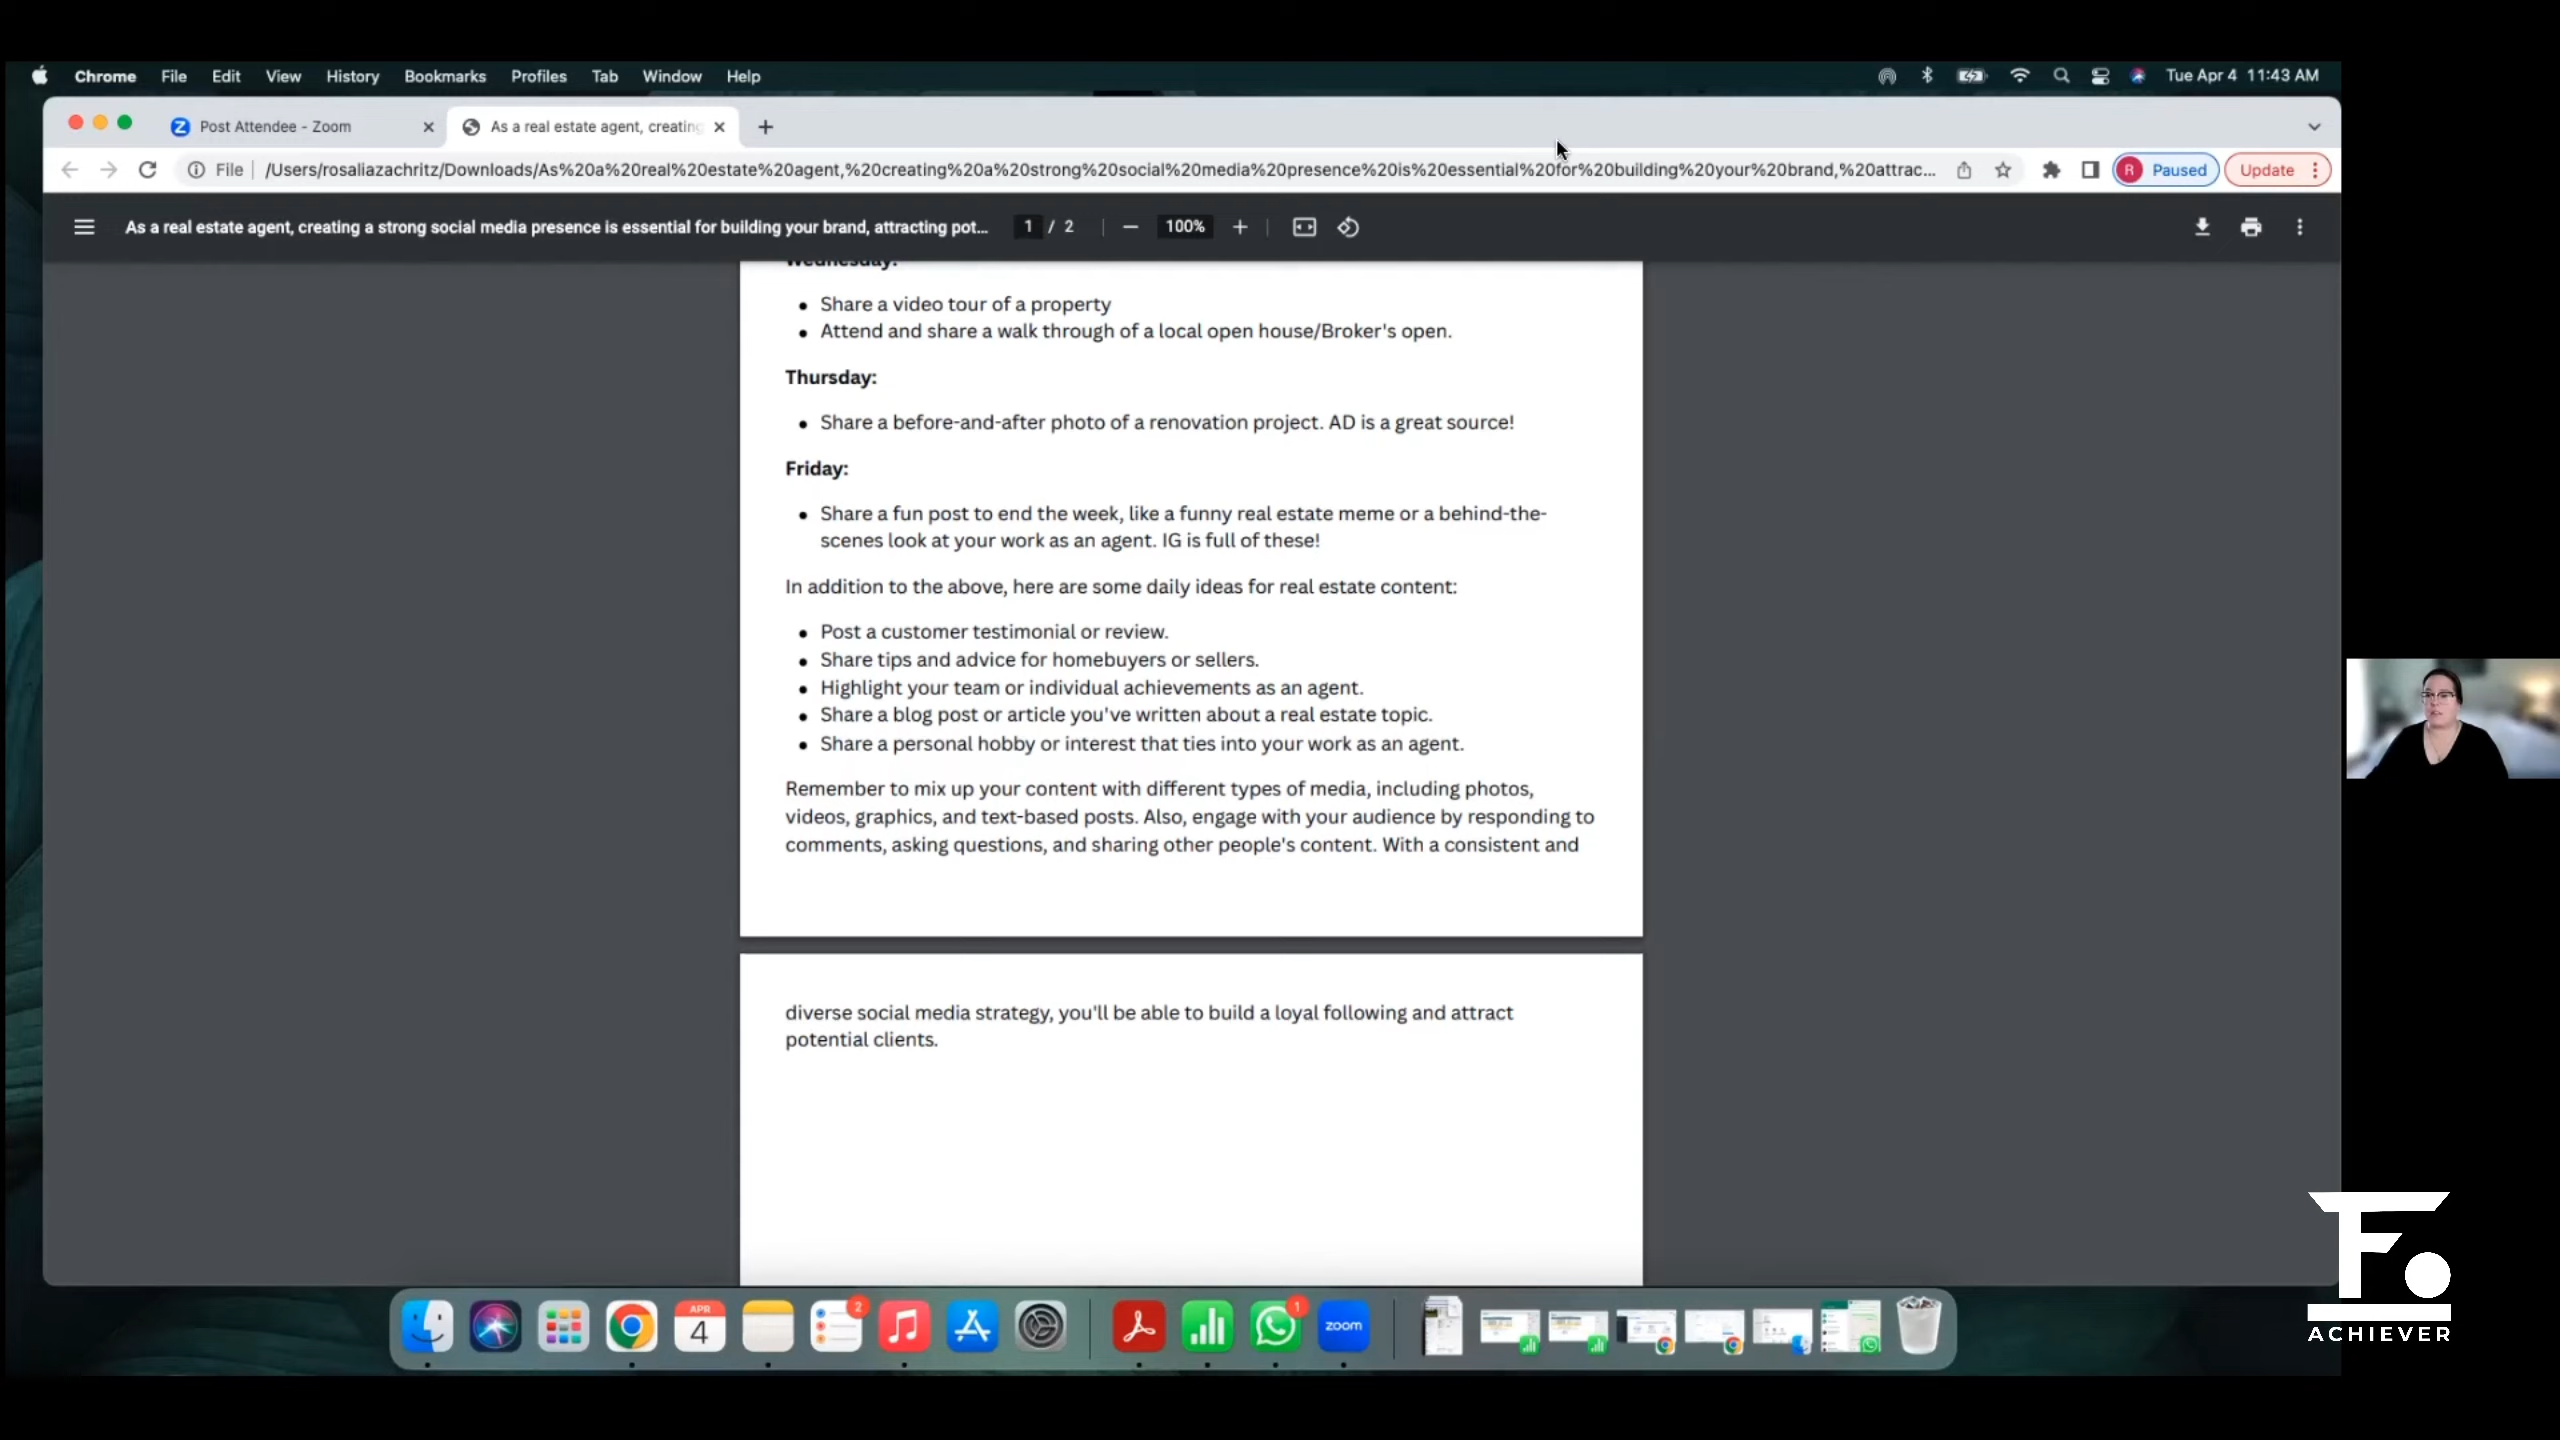 Chrome File Edit View History Bookmarks Profiles Tab Window Help Tue Apr 4 11:43 AM
Z Post Attendee - Zoom As a real estate agent, creating
File /Users/rosaliazachritz/Downloads/As%20a%20real%20estate%20agent,%20creating%20a%20strong%20social%20media%20presence%20is%20essential%20for%20building%20your%20brand,%20attrac... R Paused Update
As a real estate agent, creating a strong social media presence is essential for building your brand, attracting pot... 1 / 2 — 100% +
Wednesday:
• Share a video tour of a property
• Attend and share a walk through of a local open house/Broker's open.
Thursday:
• Share a before-and-after photo of a renovation project. AD is a great source!
Friday:
• Share a fun post to end the week, like a funny real estate meme or a behind-the-
scenes look at your work as an agent. IG is full of these!
In addition to the above, here are some daily ideas for real estate content:
• Post a customer testimonial or review.
• Share tips and advice for homebuyers or sellers.
• Highlight your team or individual achievements as an agent.
• Share a blog post or article you've written about a real estate topic.
• Share a personal hobby or interest that ties into your work as an agent.
Remember to mix up your content with different types of media, including photos,
videos, graphics, and text-based posts. Also, engage with your audience by responding to
comments, asking questions, and sharing other people's content. With a consistent and
diverse social media strategy, you'll be able to build a loyal following and attract
potential clients.
APR
4
2
1
zoom
ACHIEVER